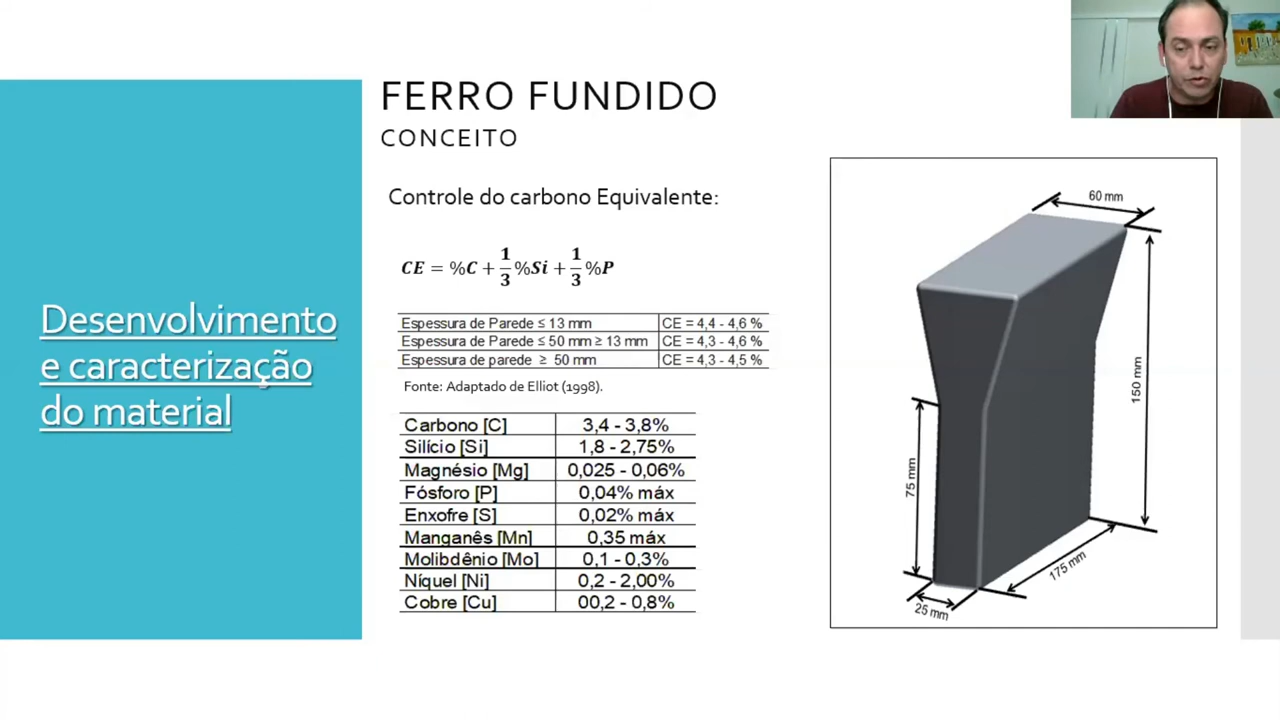 FERRO FUNDIDO
CONCEITO
Desenvolvimento
e caracterização
do material
Controle do carbono Equivalente:
CE = %C + 1/3 %Si + 1/3 %P
Espessura de Parede ≤ 13 mm CE = 4,4 - 4,6 %
Espessura de Parede ≤ 50 mm ≥ 13 mm CE = 4,3 - 4,6 %
Espessura de parede ≥ 50 mm CE = 4,3 - 4,5 %
Fonte: Adaptado de Elliot (1998).
Carbono [C] 3,4 - 3,8%
Silício [Si] 1,8 - 2,75%
Magnésio [Mg] 0,025 - 0,06%
Fósforo [P] 0,04% máx
Enxofre [S] 0,02% máx
Manganês [Mn] 0,35 máx
Molibdênio [Mo] 0,1 - 0,3%
Níquel [Ni] 0,2 - 2,00%
Cobre [Cu] 00,2 - 0,8%
60 mm
150 mm
75 mm
175 mm
25 mm